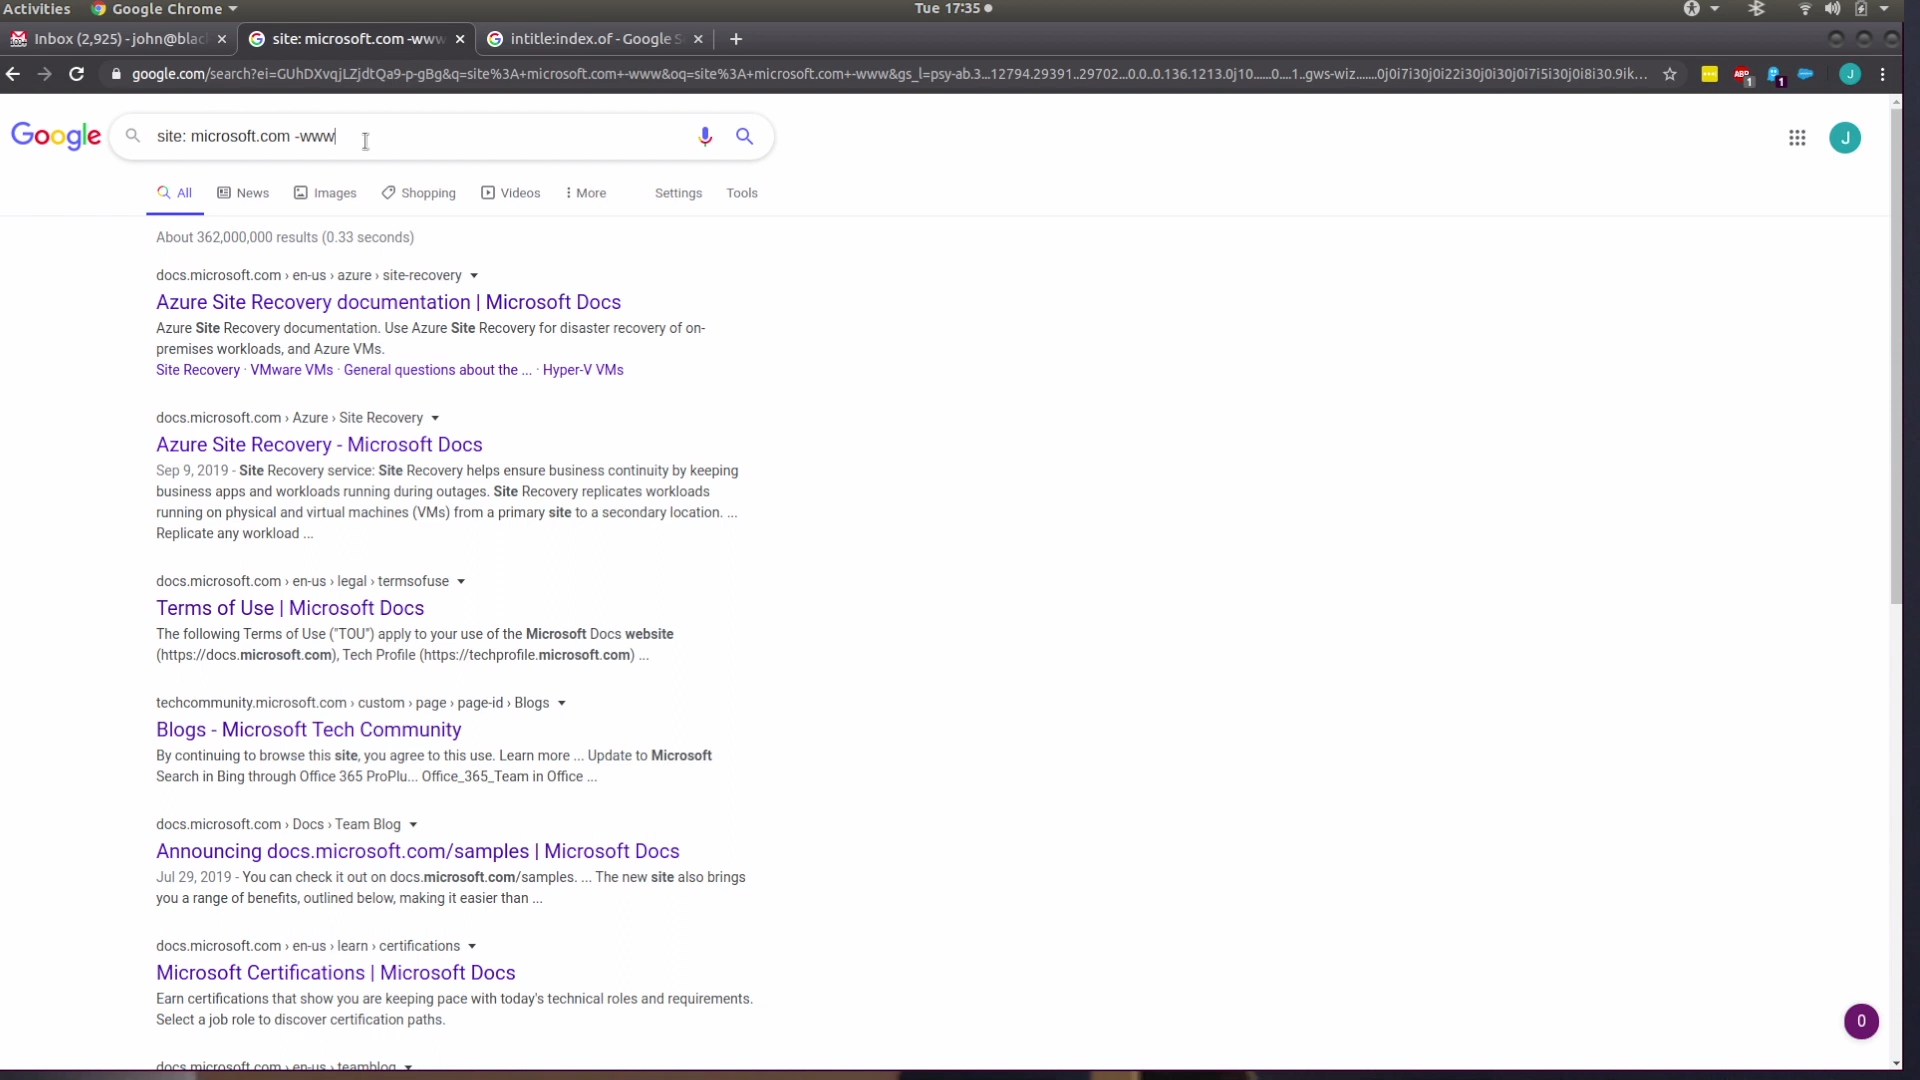 Activities Google Chrome Tue 17:35
Inbox (2,925) - john@blac site: microsoft.com -www intitle:index.of - Google S
google.com/search?ei=GUhDXvqjLZjdtQa9-p-gBg&q=site%3A+microsoft.com+-www&oq=site%3A+microsoft.com+-www&gs_l=psy-ab.3...12794.29391..29702...0.0..0.136.1213.0j10......0....1..gws-wiz.......0j0i7i30j0i22i30j0i30j0i7i5i30j0i8i30.9ik... ABP 1 1 J
Google site: microsoft.com -www J
All News Images Shopping Videos More Settings Tools
About 362,000,000 results (0.33 seconds)
docs.microsoft.com › en-us › azure › site-recovery
Azure Site Recovery documentation | Microsoft Docs
Azure Site Recovery documentation. Use Azure Site Recovery for disaster recovery of on-
premises workloads, and Azure VMs.
Site Recovery · VMware VMs · General questions about the ... · Hyper-V VMs
docs.microsoft.com › Azure › Site Recovery
Azure Site Recovery - Microsoft Docs
Sep 9, 2019 - Site Recovery service: Site Recovery helps ensure business continuity by keeping
business apps and workloads running during outages. Site Recovery replicates workloads
running on physical and virtual machines (VMs) from a primary site to a secondary location. ...
Replicate any workload ...
docs.microsoft.com › en-us › legal › termsofuse
Terms of Use | Microsoft Docs
The following Terms of Use ("TOU") apply to your use of the Microsoft Docs website
(https://docs.microsoft.com), Tech Profile (https://techprofile.microsoft.com) ...
techcommunity.microsoft.com › custom › page › page-id › Blogs
Blogs - Microsoft Tech Community
By continuing to browse this site, you agree to this use. Learn more ... Update to Microsoft
Search in Bing through Office 365 ProPlu... Office_365_Team in Office ...
docs.microsoft.com › Docs › Team Blog
Announcing docs.microsoft.com/samples | Microsoft Docs
Jul 29, 2019 - You can check it out on docs.microsoft.com/samples. ... The new site also brings
you a range of benefits, outlined below, making it easier than ...
docs.microsoft.com › en-us › learn › certifications
Microsoft Certifications | Microsoft Docs
Earn certifications that show you are keeping pace with today's technical roles and requirements.
Select a job role to discover certification paths.
0
docs.microsoft.com › en-us › teamblog